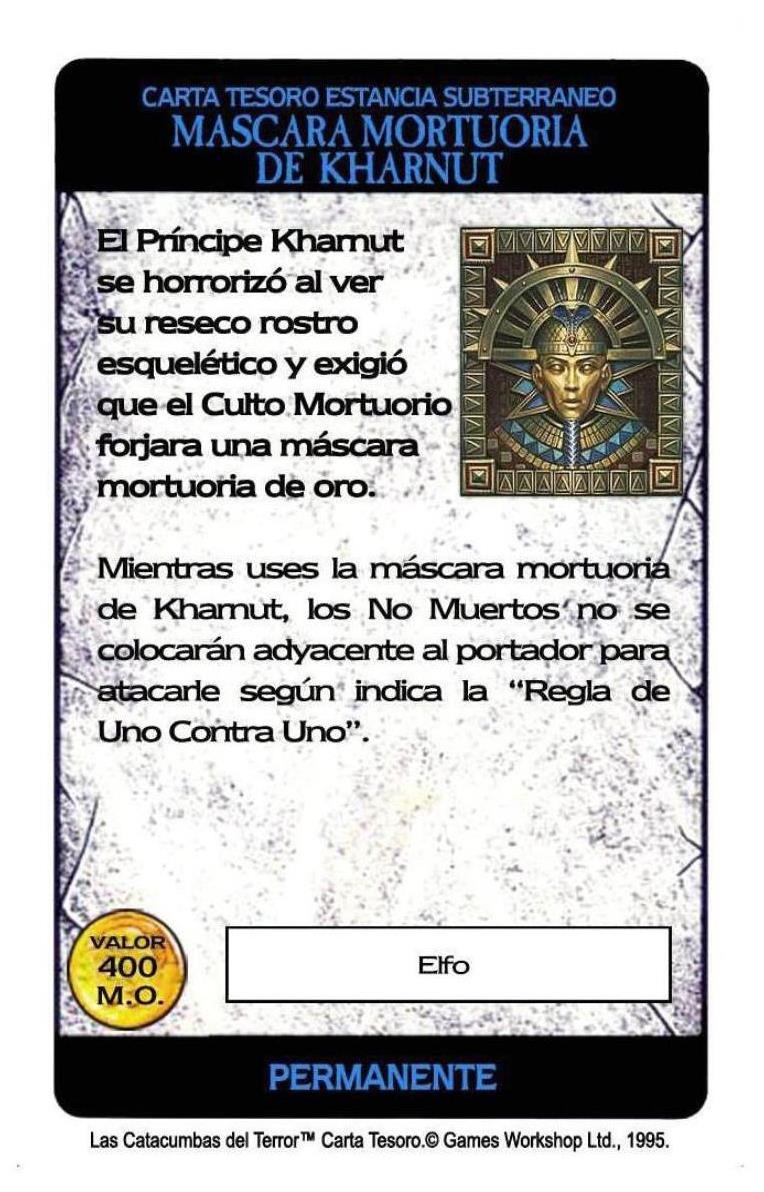 CARTA TESORO ESTANCIA SUBTERRANEO
MASCARA MORTUORIA
DE KHARNUT
El Príncipe Kharnut
se horrorizó al ver
su reseco rostro
esquelético y exigió
que el Culto Mortuorio
forjara una máscara
mortuoria de oro.
Mientras uses la máscara mortuoria
de Kharnut, los No Muertos no se
colocarán adyacente al portador para
atacarle según indica la “Regla de
Uno Contra Uno”.
VALOR
400
M.O.
Elfo
PERMANENTE
Las Catacumbas del Terror™ Carta Tesoro.© Games Workshop Ltd., 1995.